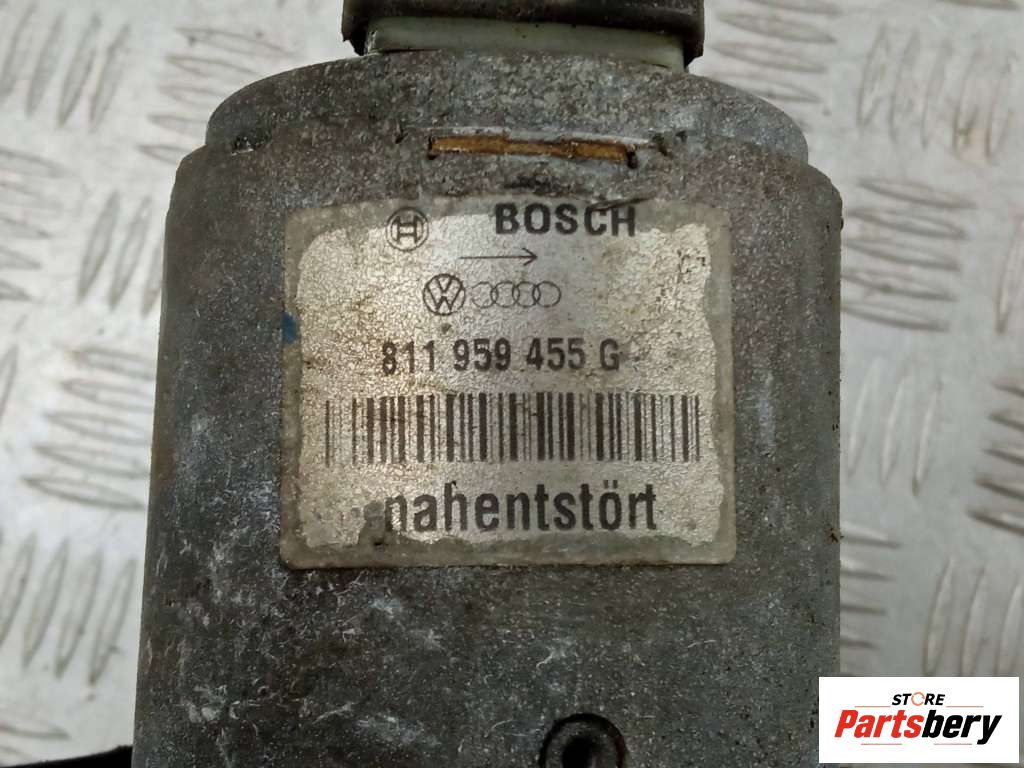 BOSCH
811 959 455 G
nahentstört
STORE
Partsbery